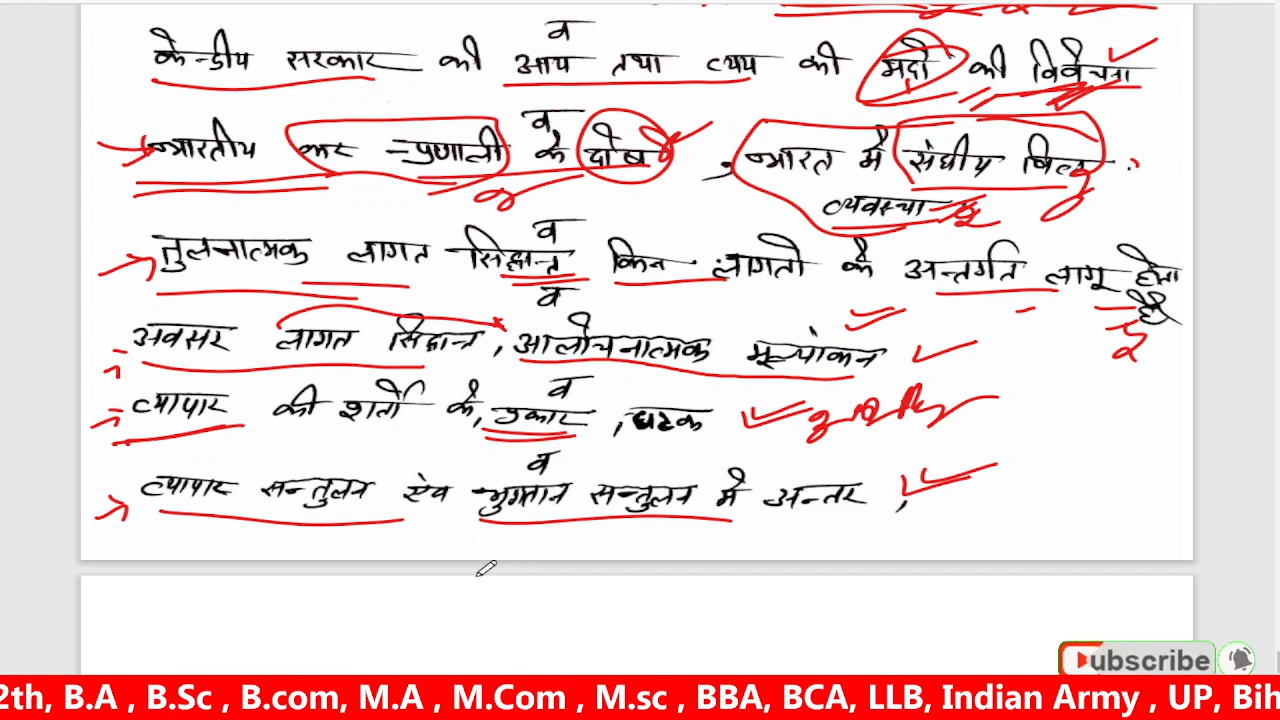 व
केन्द्रीय सरकार की आय तथा व्यय की मदों की विवेचना
व
भारतीय कर -प्रणाली के दोष , भारत में संघीय वित्त
व्यवस्था
व
तुलनात्मक लागत सिद्धान्त किन लागतो के अन्तर्गत लागू होता है
व
अवसर लागत सिद्धान्त , आलोचनात्मक मूल्यांकन
व
व्यापार की शर्तो के, प्रकार , घटक
व
व्यापार सन्तुलन एंव भुगतान सन्तुलन में अन्तर ,
Subscribe
2th, B.A , B.Sc , B.com, M.A , M.Com , M.sc , BBA, BCA, LLB, Indian Army , UP, Bih